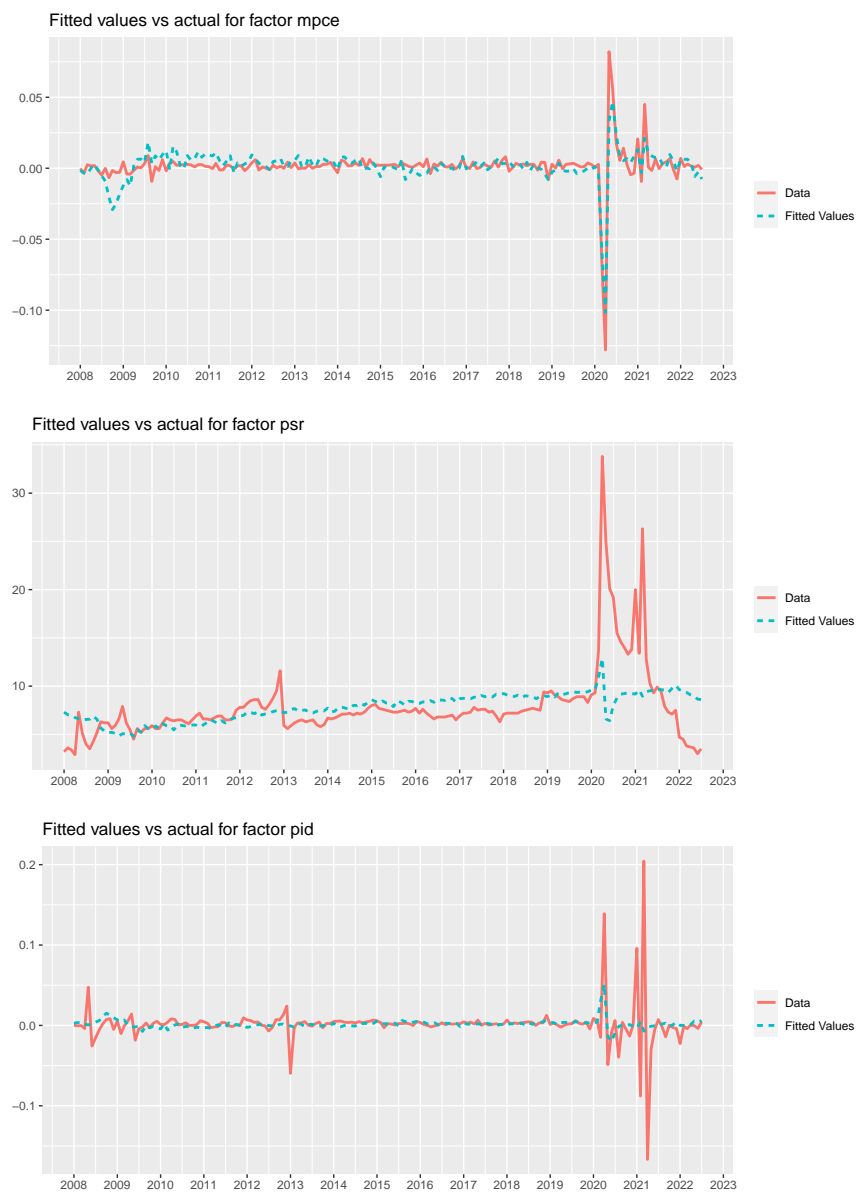 Fitted values vs actual for factor mpce
0.05
0.00
−0.05
−0.10
2008 2009 2010 2011 2012 2013 2014 2015 2016 2017 2018 2019 2020 2021 2022 2023
Data
Fitted Values
Fitted values vs actual for factor psr
30
20
10
2008 2009 2010 2011 2012 2013 2014 2015 2016 2017 2018 2019 2020 2021 2022 2023
Data
Fitted Values
Fitted values vs actual for factor pid
0.2
0.1
0.0
−0.1
2008 2009 2010 2011 2012 2013 2014 2015 2016 2017 2018 2019 2020 2021 2022 2023
Data
Fitted Values